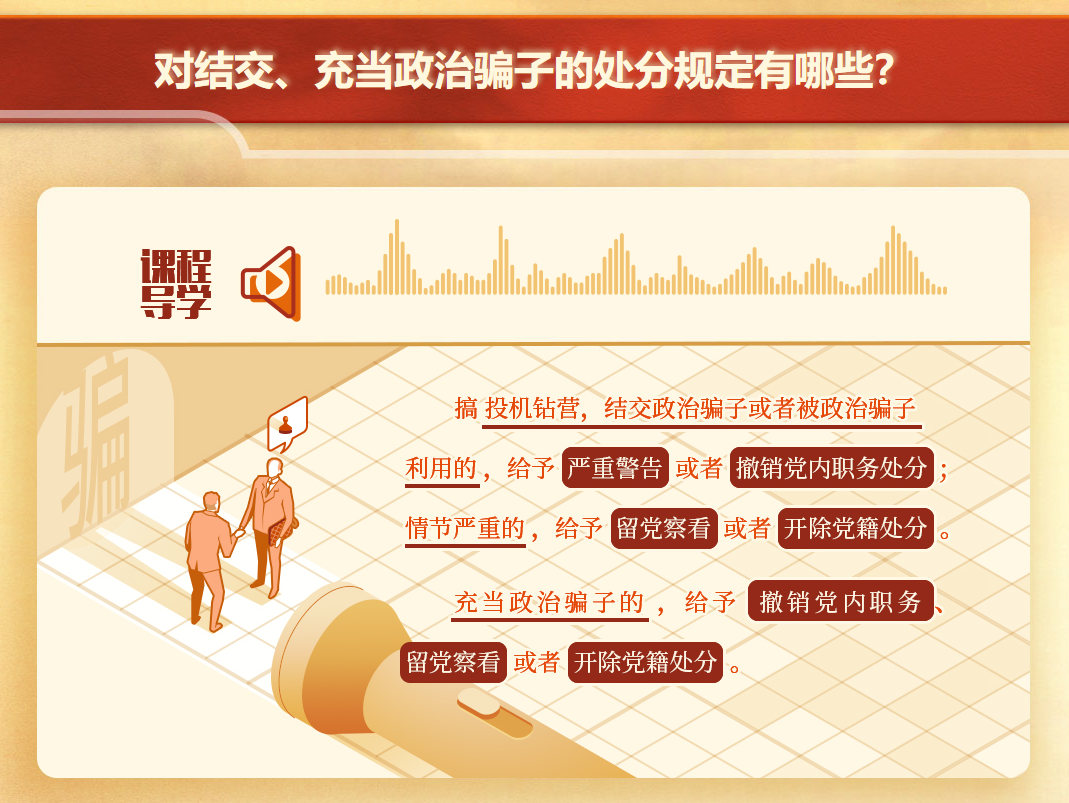 对结交、充当政治骗子的处分规定有哪些？
课程
导学
骗
搞 投机钻营，结交政治骗子或者被政治骗子
利用的，给予 严重警告 或者 撤销党内职务处分；
情节严重的，给予 留党察看 或者 开除党籍处分。
充当政治骗子的，给予 撤销党内职务、
留党察看 或者 开除党籍处分。